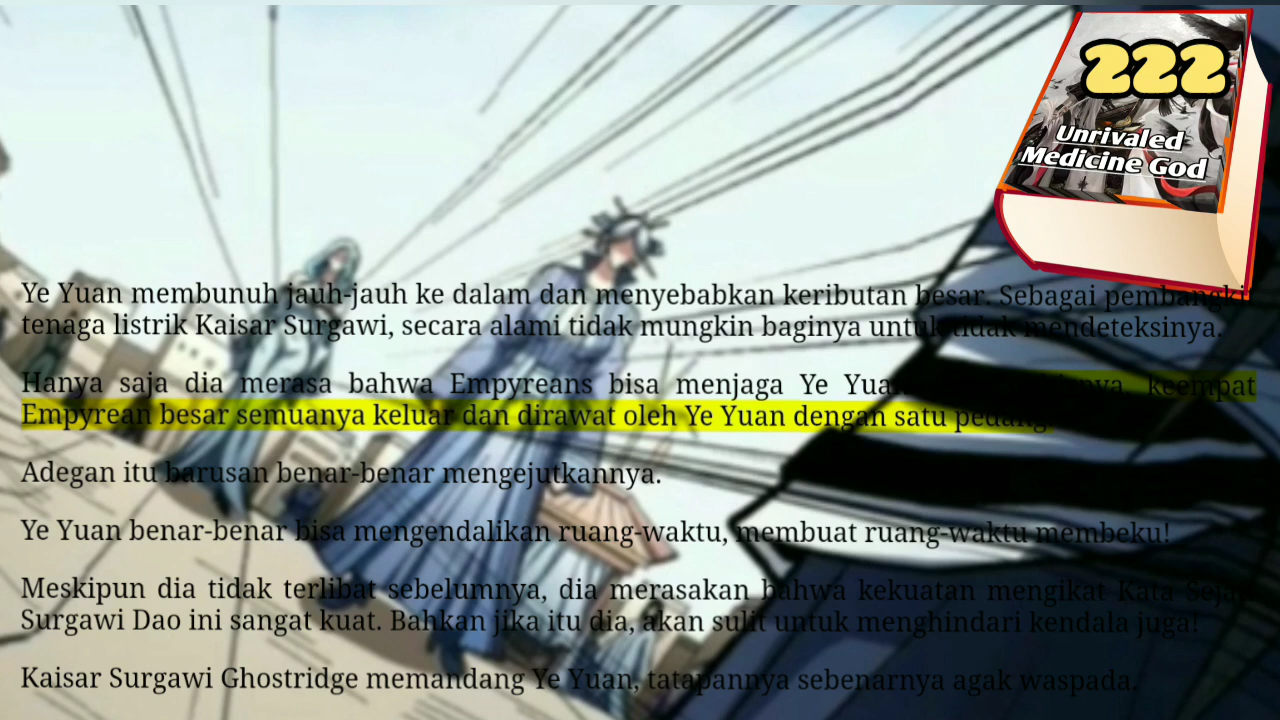 222
Unrivaled
Medicine God
Ye Yuan membunuh jauh-jauh ke dalam dan menyebabkan keributan besar. Sebagai pembangkit
tenaga listrik Kaisar Surgawi, secara alami tidak mungkin baginya untuk tidak mendeteksinya.
Hanya saja dia merasa bahwa Empyreans bisa menjaga Ye Yuan keempat
Empyrean besar semuanya keluar dan dirawat oleh Ye Yuan dengan satu pedang.
Adegan itu barusan benar-benar mengejutkannya.
Ye Yuan benar-benar bisa mengendalikan ruang-waktu, membuat ruang-waktu membeku!
Meskipun dia tidak terlibat sebelumnya, dia merasakan bahwa kekuatan mengikat Kata Sejati
Surgawi Dao ini sangat kuat. Bahkan jika itu dia, akan sulit untuk menghindari kendala juga!
Kaisar Surgawi Ghostridge memandang Ye Yuan, tatapannya sebenarnya agak waspada.